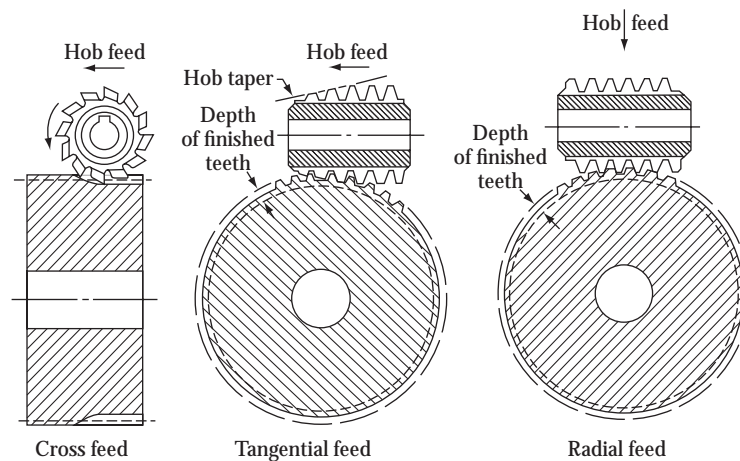 Hob feed
Hob feed
Hob taper
Depth
of finished
teeth
Hob feed
Depth
of finished
teeth
Cross feed
Tangential feed
Radial feed